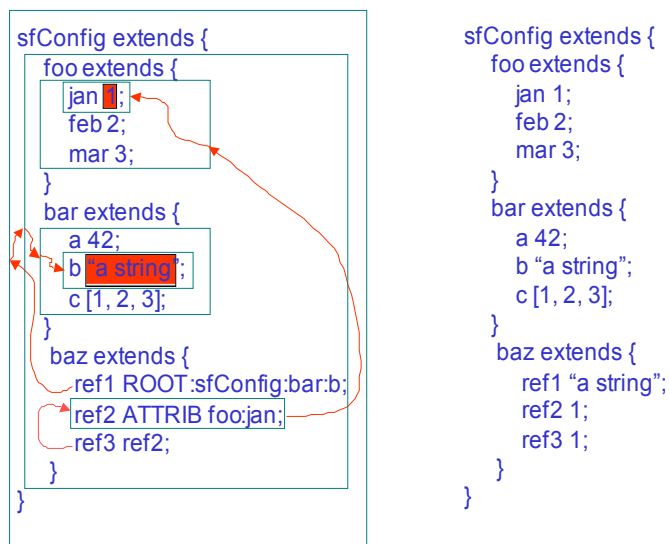 sfConfig extends {
foo extends {
jan 1;
feb 2;
mar 3;
}
bar extends {
a 42;
b “a string”;
c [1, 2, 3];
}
baz extends {
ref1 ROOT:sfConfig:bar:b;
ref2 ATTRIB foo:jan;
ref3 ref2;
}
}
sfConfig extends {
foo extends {
jan 1;
feb 2;
mar 3;
}
bar extends {
a 42;
b “a string”;
c [1, 2, 3];
}
baz extends {
ref1 “a string”;
ref2 1;
ref3 1;
}
}